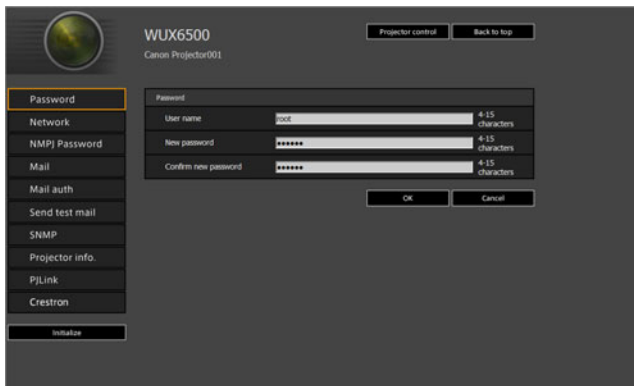 WUX6500
Canon Projector001
Projector control
Back to top
Password
Network
NMPJ Password
Mail
Mail auth
Send test mail
SNMP
Projector info.
PJLink
Crestron
Initialize
Password
User name root 4-15
characters
New password •••••• 4-15
characters
Confirm new password •••••• 4-15
characters
OK
Cancel